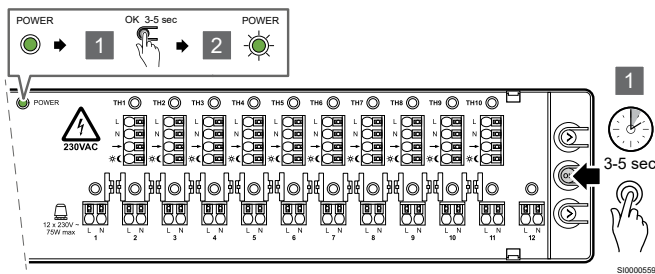 POWER OK 3-5 sec POWER
1 2
POWER TH1 TH2 TH3 TH4 TH5 TH6 TH7 TH8 TH9 TH10
L L L L L L L L L L
N N N N N N N N N N
230VAC
1
3-5 sec
OK
12 x 230V ~
75W max
L N L N L N L N L N L N L N L N L N L N L N L N
1 2 3 4 5 6 7 8 9 10 11 12
SI0000559